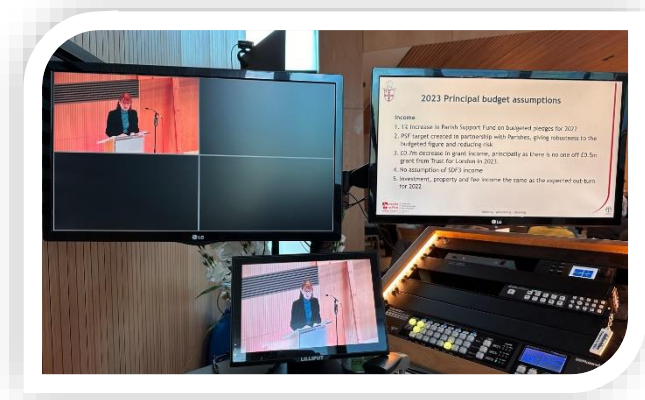 2023 Principal budget assumptions
Income
1. 1% increase in Parish Support Fund on budgeted pledges for 2022
2. PSF target created in partnership with Parishes, giving robustness to the
budgeted figure and reducing risk
3. £0.7m decrease in grant income, principally as there is no one off £0.5m
grant from Trust for London in 2023.
4. No assumption of SDF3 income
5. Investment, property and fee income the same as the expected out-turn
for 2022
LG
LG
LILLIPUT